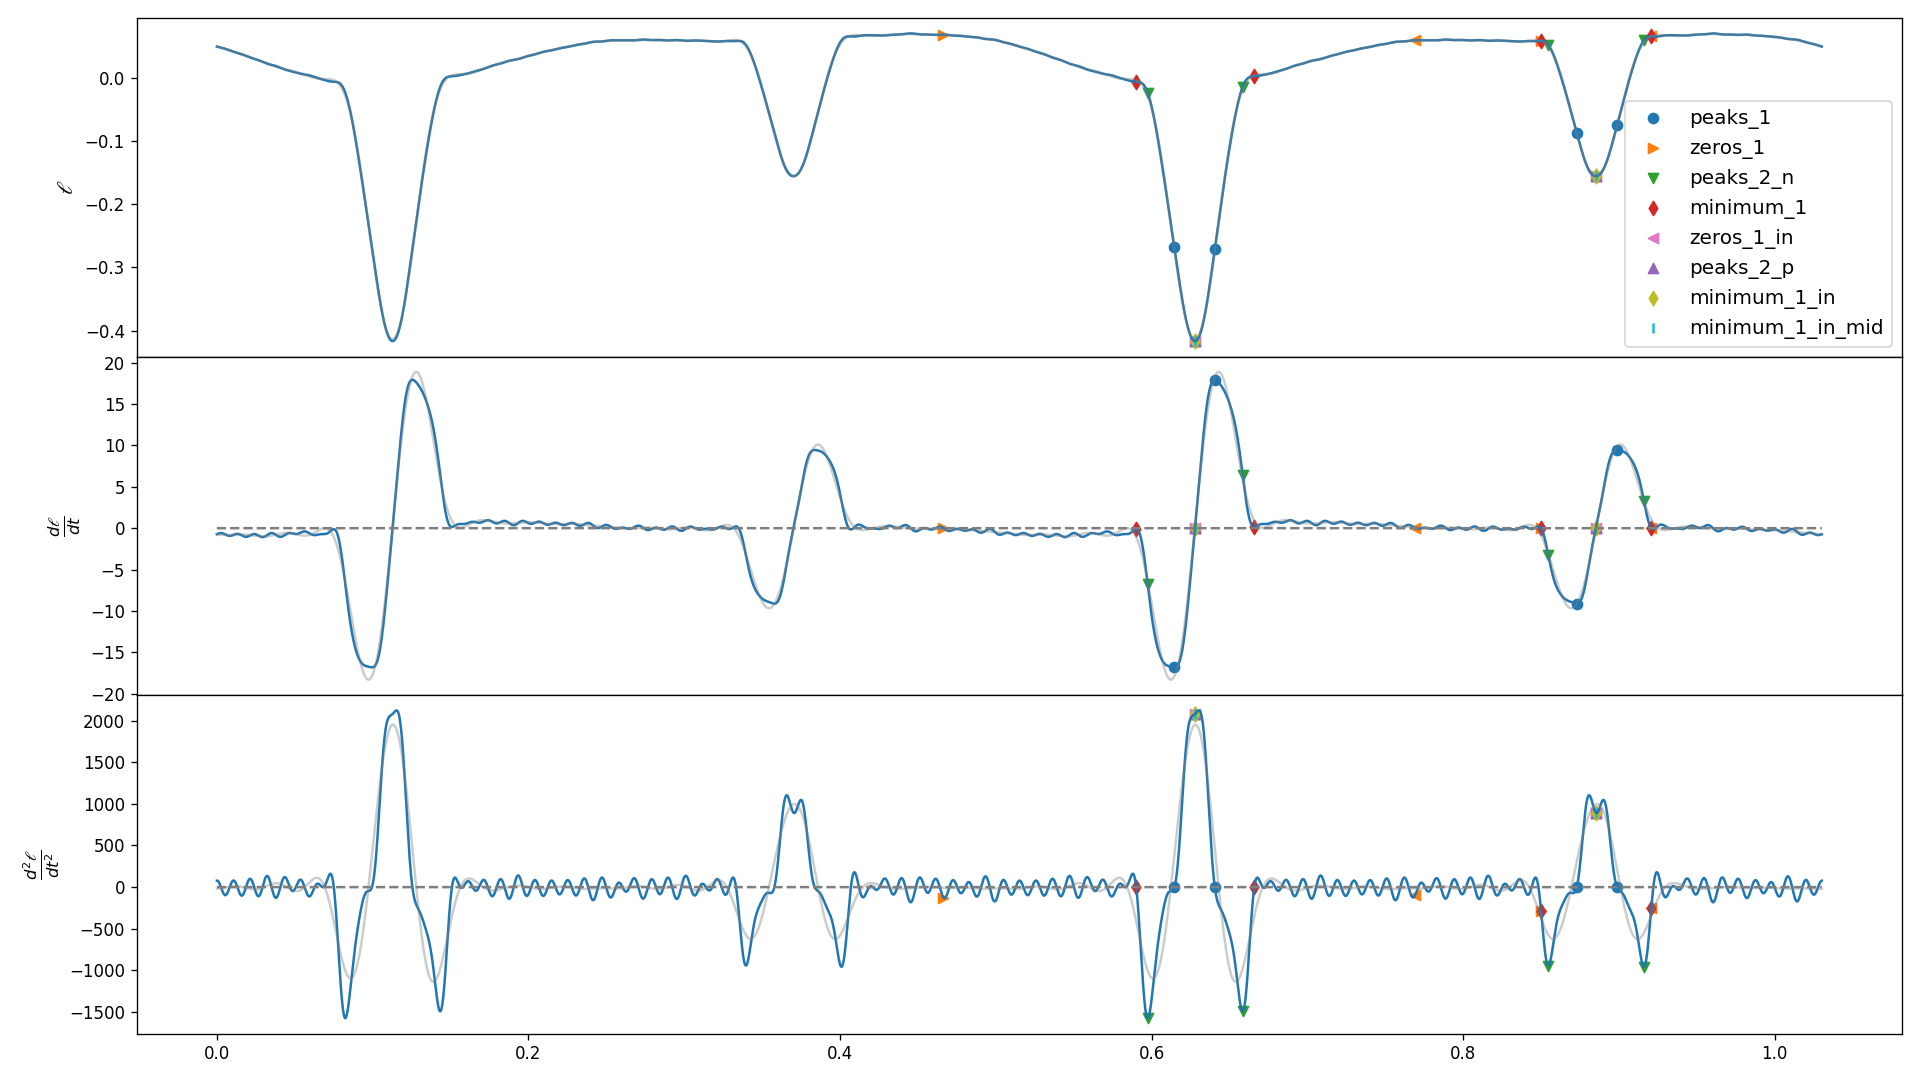 0.0
−0.1
−0.2
−0.3
−0.4
ℓ
peaks_1
zeros_1
peaks_2_n
minimum_1
zeros_1_in
peaks_2_p
minimum_1_in
minimum_1_in_mid
20
15
10
5
0
−5
−10
−15
−20
dℓ
dt
2000
1500
1000
500
0
−500
−1000
−1500
d²ℓ
dt²
0.0 0.2 0.4 0.6 0.8 1.0